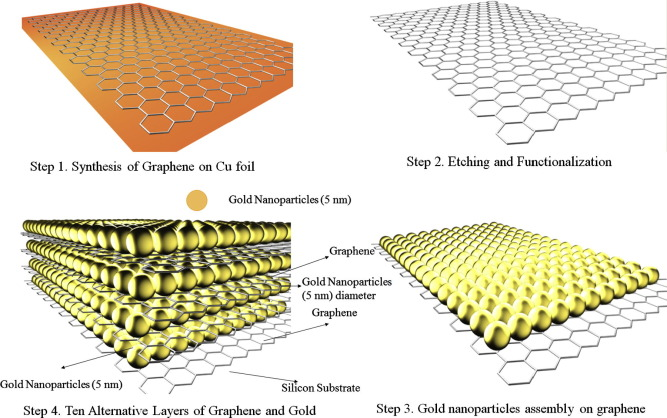 Step 1. Synthesis of Graphene on Cu foil
Step 2. Etching and Functionalization
Gold Nanoparticles (5 nm)
Graphene
Gold Nanoparticles
(5 nm) diameter
Graphene
Gold Nanoparticles (5 nm)
Silicon Substrate
Step 4. Ten Alternative Layers of Graphene and Gold
Step 3. Gold nanoparticles assembly on graphene